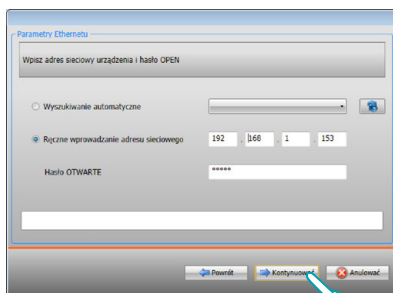 Parametry Ethernetu
Wpisz adres sieciowy urządzenia i hasło OPEN
Wyszukiwanie automatyczne
Ręczne wprowadzanie adresu sieciowego 192 . 168 . 1 . 153
Hasło OTWARTE *****
Powrót Kontynuować Anulować